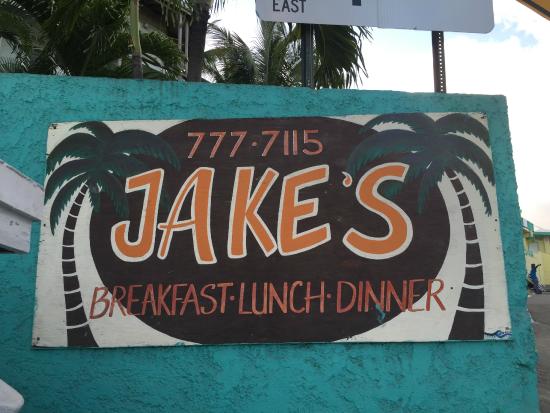 EAST
777·7115
JAKE'S
BREAKFAST·LUNCH·DINNER